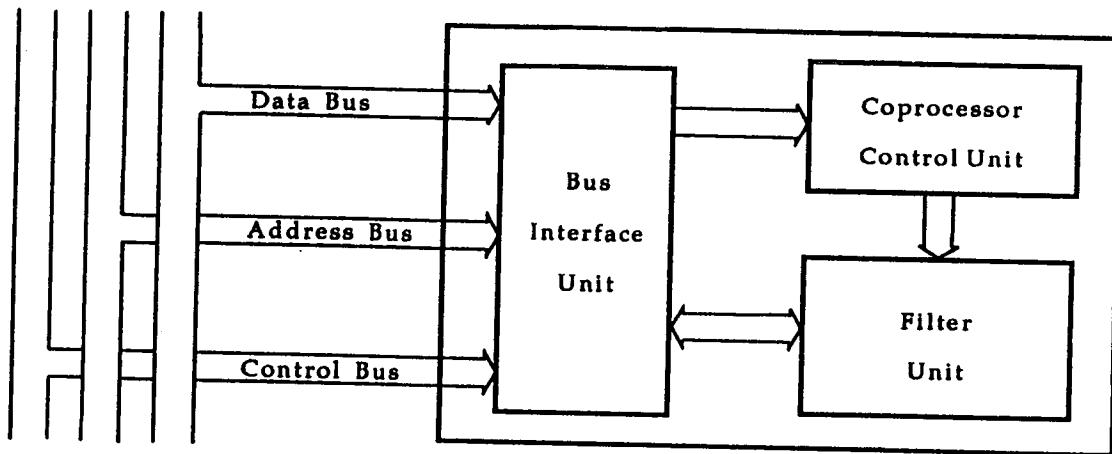 Data Bus
Address Bus
Control Bus
Bus
Interface
Unit
Coprocessor
Control Unit
Filter
Unit